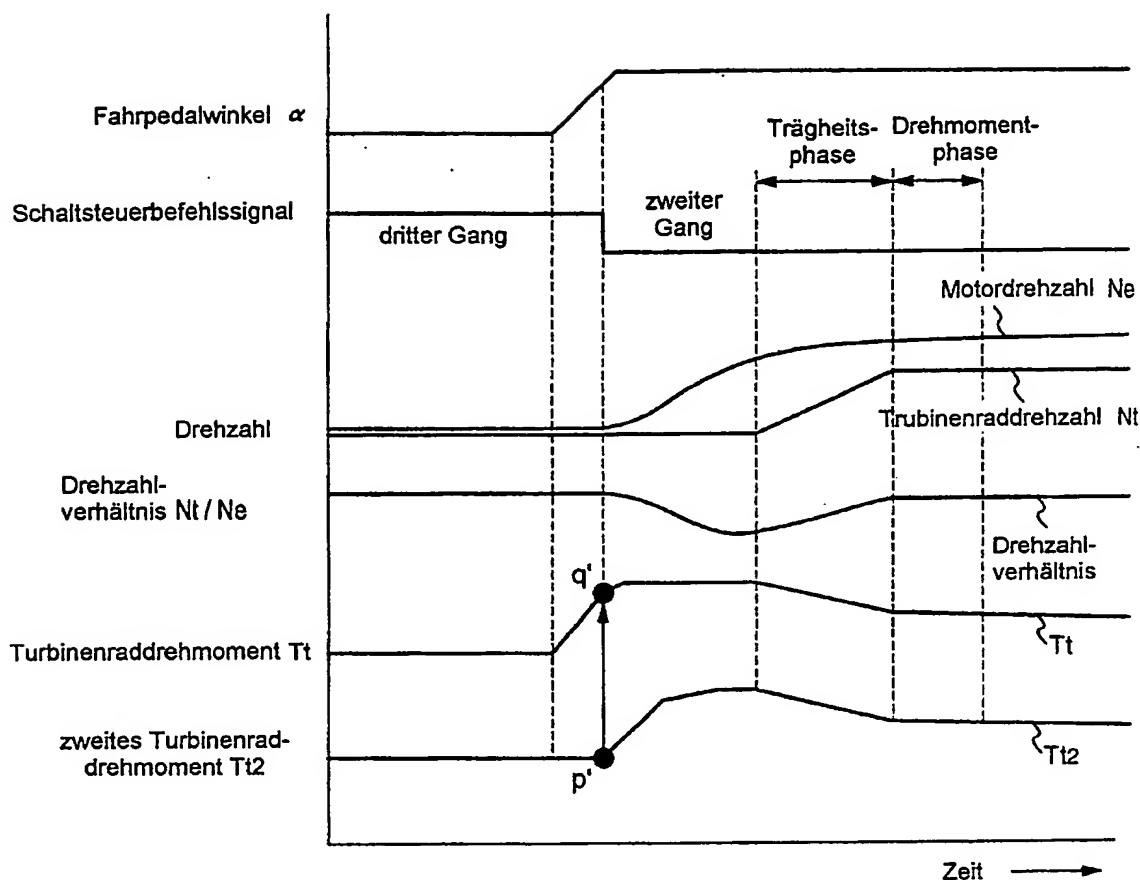 Fahrpedalwinkel α
Trägheits-
phase
Drehmoment-
phase
Schaltsteuerbefehlssignal
dritter Gang
zweiter
Gang
Motordrehzahl Ne
Drehzahl
Trubinenraddrehzahl Nt
Drehzahl-
verhältnis Nt / Ne
Drehzahl-
verhältnis
q'
Turbinenraddrehmoment Tt
Tt
zweites Turbinenrad-
drehmoment Tt2
p'
Tt2
Zeit